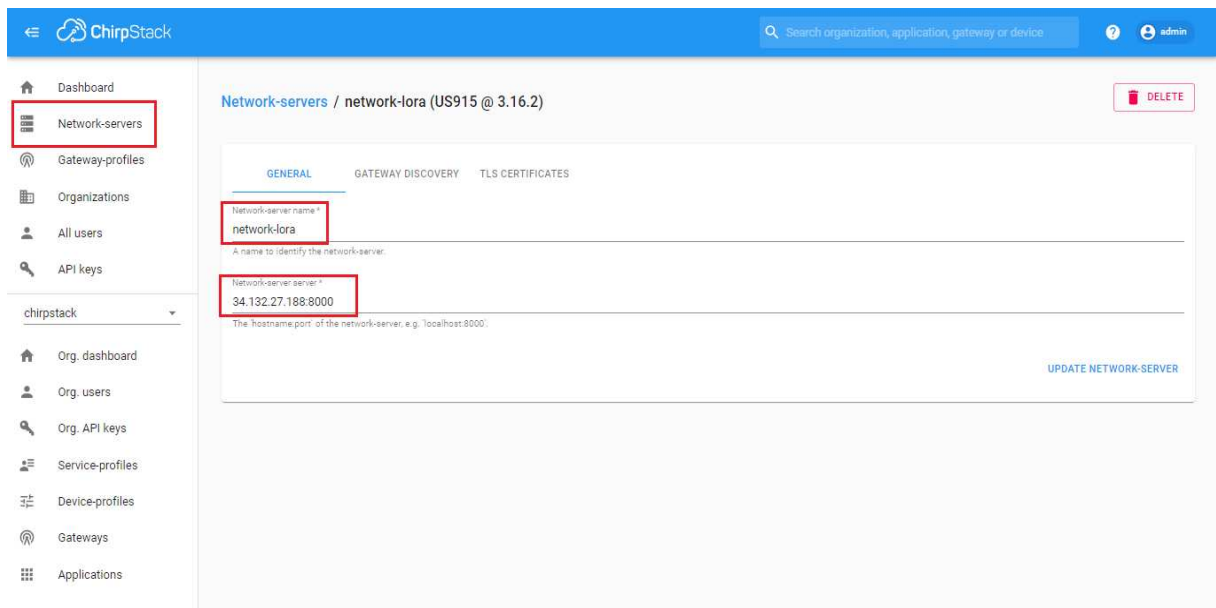 ChirpStack
Search organization, application, gateway or device
?
admin
Dashboard
Network-servers
Gateway-profiles
Organizations
All users
API keys
chirpstack
Org. dashboard
Org. users
Org. API keys
Service-profiles
Device-profiles
Gateways
Applications
Network-servers / network-lora (US915 @ 3.16.2)
DELETE
GENERAL GATEWAY DISCOVERY TLS CERTIFICATES
Network-server name *
network-lora
A name to identify the network-server.
Network-server server *
34.132.27.188:8000
The 'hostname:port' of the network-server, e.g. 'localhost:8000'.
UPDATE NETWORK-SERVER